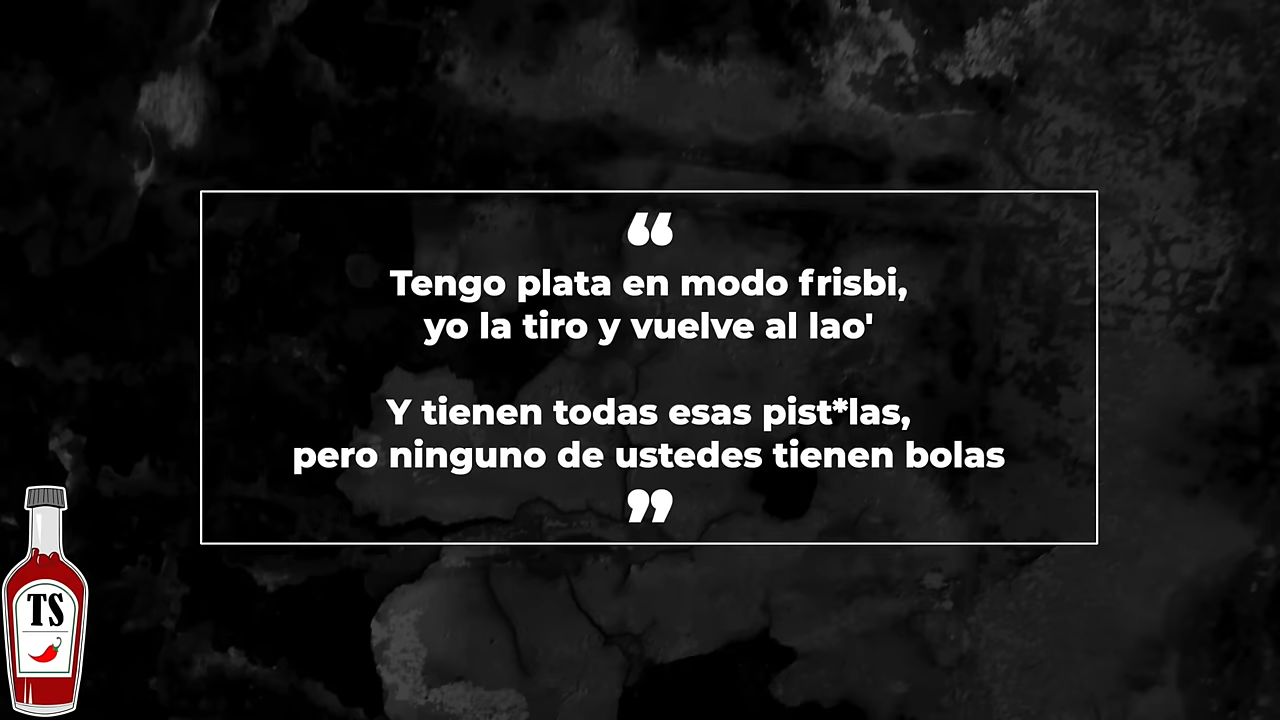 “
Tengo plata en modo frisbi,
yo la tiro y vuelve al lao'
Y tienen todas esas pist*las,
pero ninguno de ustedes tienen bolas
”
TS